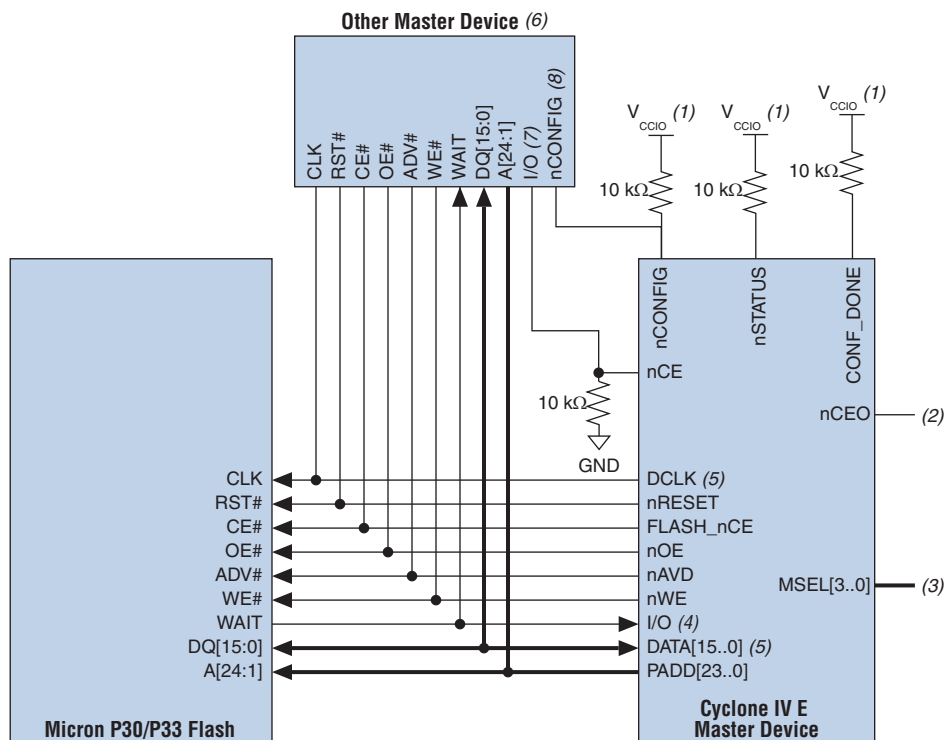 Other Master Device (6)
CLK
RST#
CE#
OE#
ADV#
WE#
WAIT
DQ[15:0]
A[24:1]
I/O (7)
nCONFIG (8)
VCCIO (1)
VCCIO (1)
VCCIO (1)
10 kΩ
10 kΩ
10 kΩ
nCONFIG
nSTATUS
CONF_DONE
nCE
10 kΩ
GND
nCEO
(2)
CLK
DCLK (5)
RST#
nRESET
CE#
FLASH_nCE
OE#
nOE
ADV#
nAVD
MSEL[3..0]
(3)
WE#
nWE
WAIT
I/O (4)
DQ[15:0]
DATA[15..0] (5)
A[24:1]
PADD[23..0]
Micron P30/P33 Flash
Cyclone IV E
Master Device